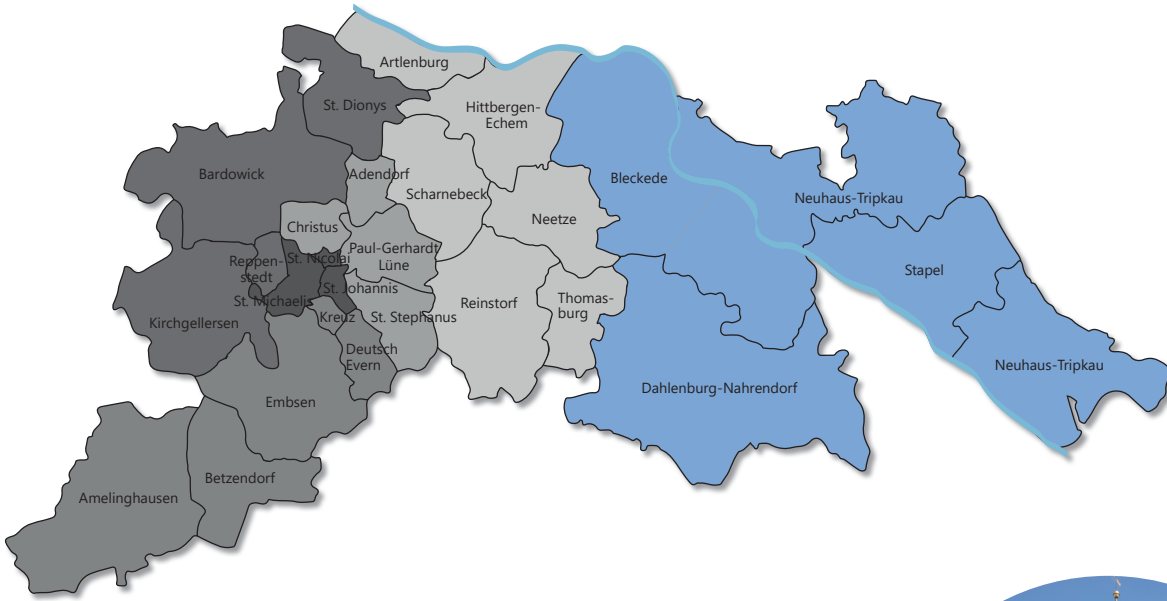 Artlenburg
St. Dionys
Hittbergen-
Echem
Bardowick
Adendorf
Scharnebeck
Bleckede
Neuhaus-Tripkau
Christus
Neetze
Paul-Gerhardt
Lüne
St. Nicolai
Reppen-
stedt
Stapel
St. Johannis
St. Michaelis
Kirchgellersen
Kreuz
St. Stephanus
Reinstorf
Thomas-
burg
Deutsch
Evern
Neuhaus-Tripkau
Dahlenburg-Nahrendorf
Embsen
Betzendorf
Amelinghausen